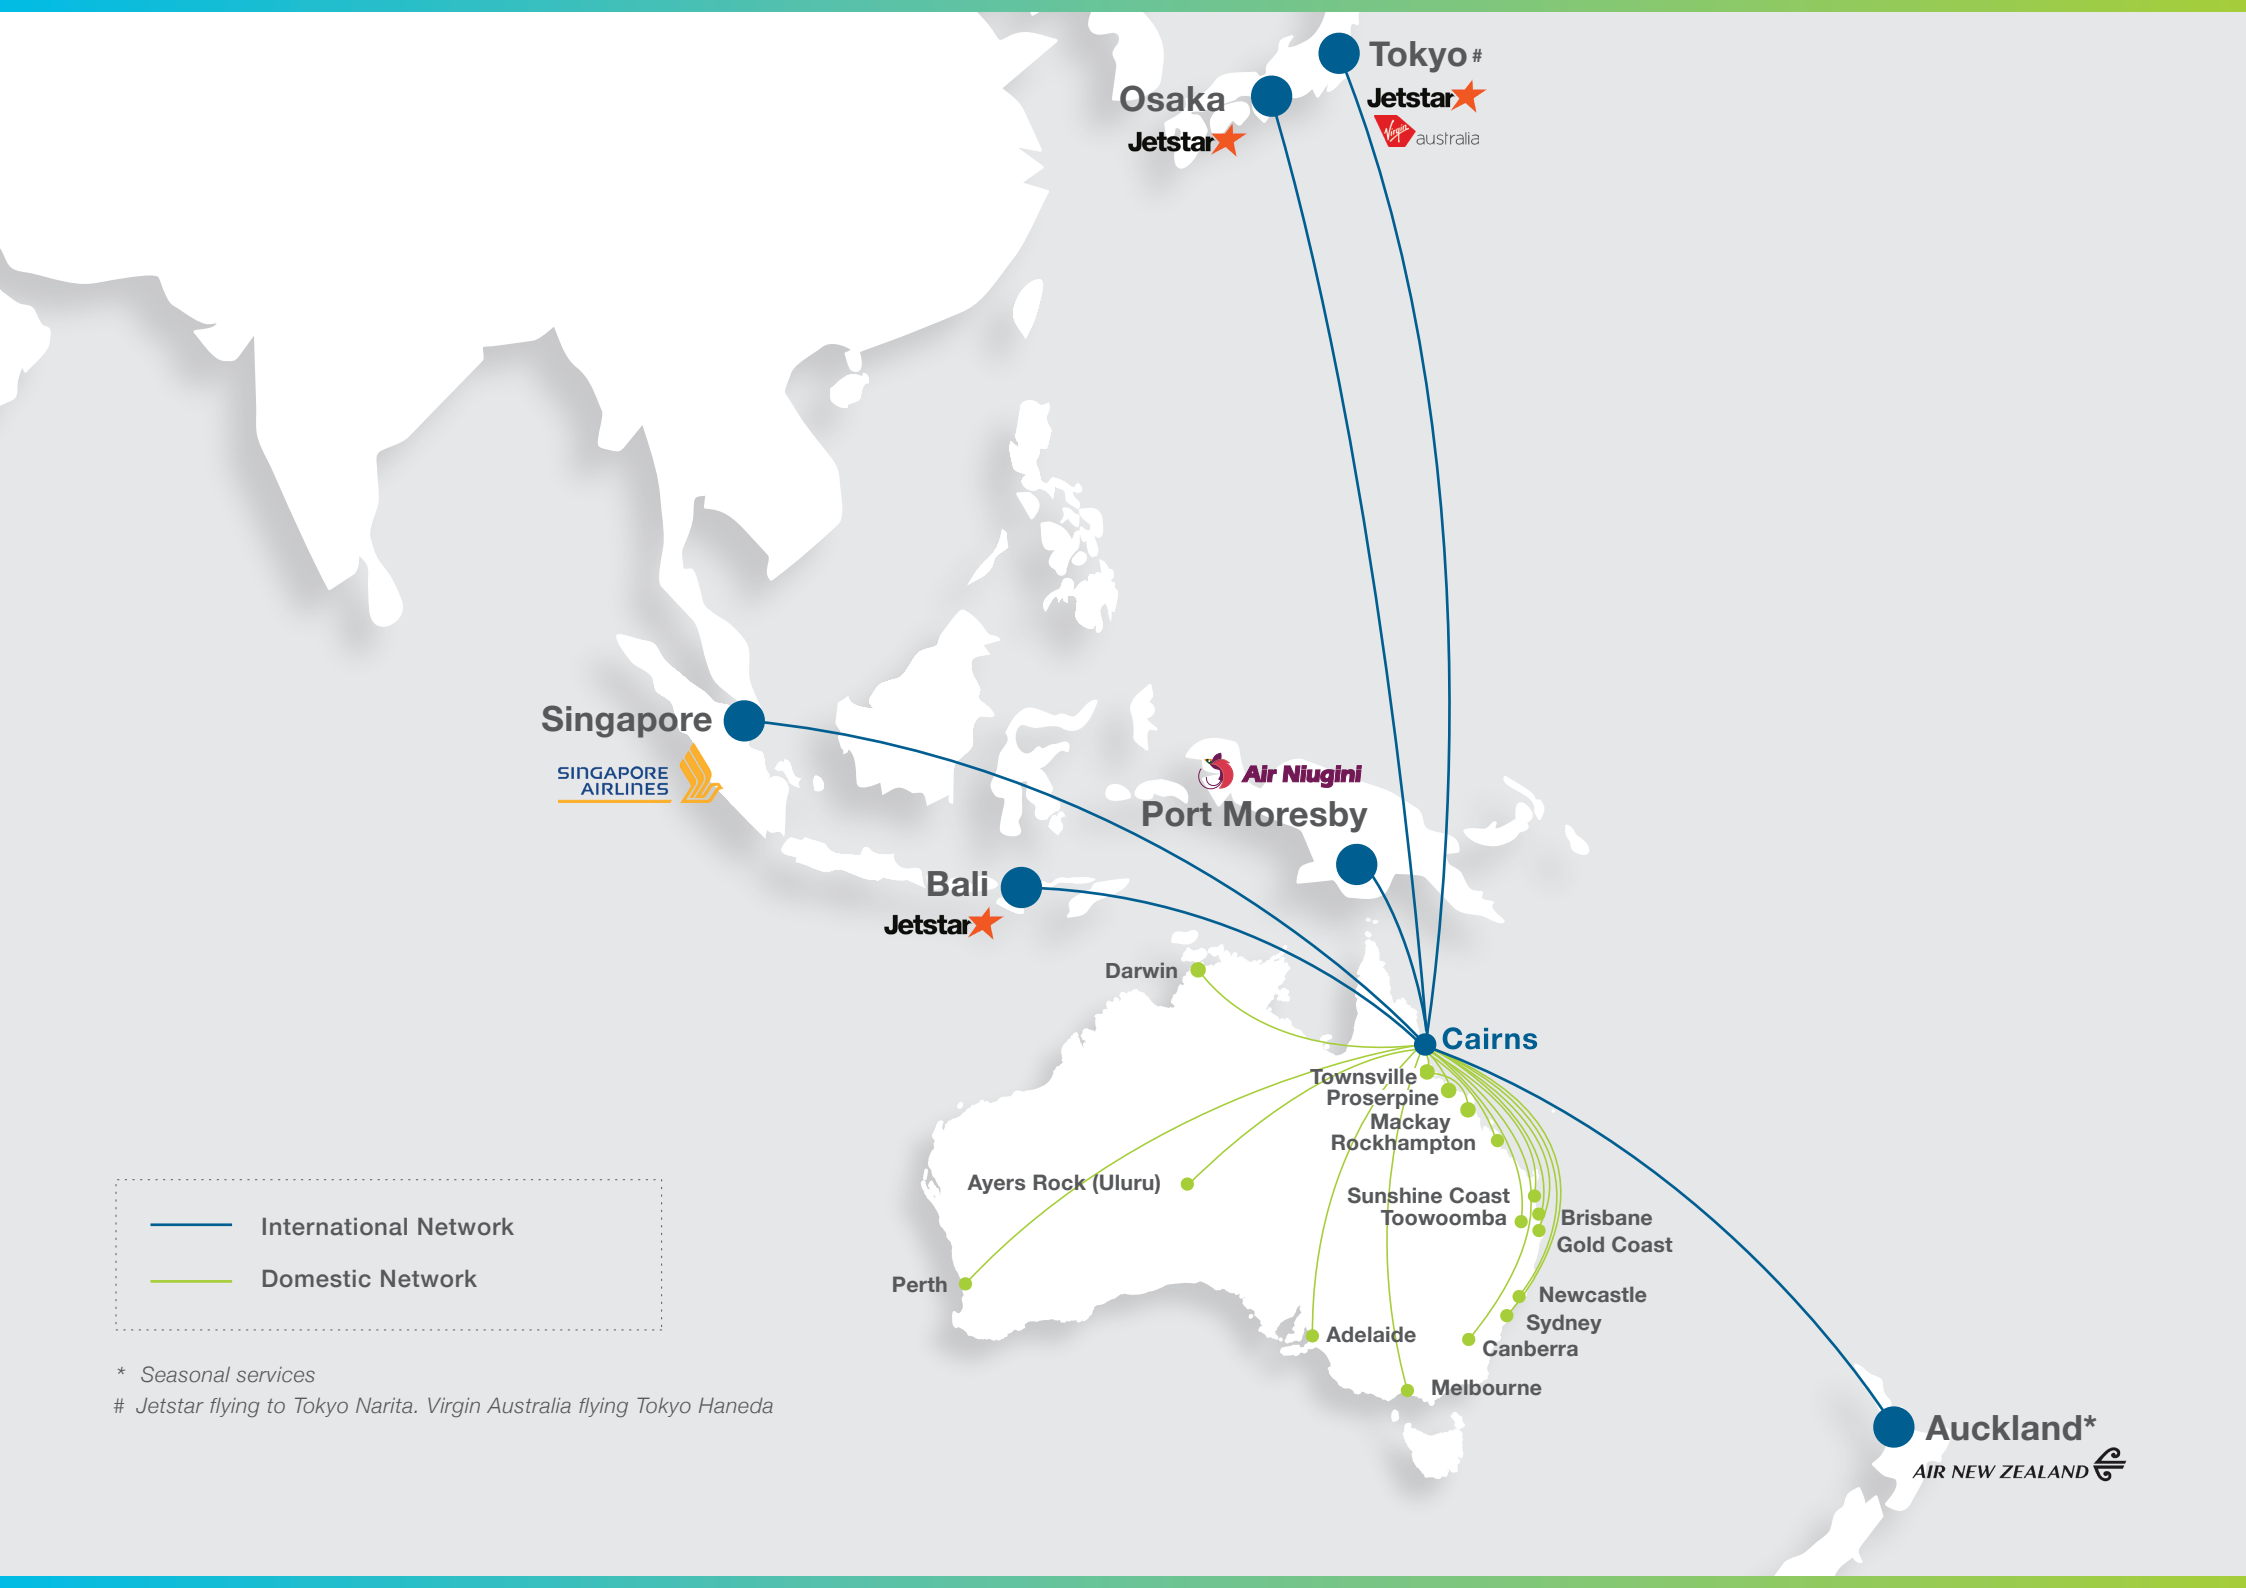 Tokyo #
Jetstar
Virgin australia
Osaka
Jetstar
Singapore
SINGAPORE
AIRLINES
Air Niugini
Port Moresby
Bali
Jetstar
Darwin
Cairns
Townsville
Proserpine
Mackay
Rockhampton
Ayers Rock (Uluru)
Sunshine Coast
Toowoomba
Brisbane
Gold Coast
Perth
Newcastle
Sydney
Adelaide
Canberra
Melbourne
Auckland*
AIR NEW ZEALAND
International Network
Domestic Network
* Seasonal services
# Jetstar flying to Tokyo Narita. Virgin Australia flying Tokyo Haneda